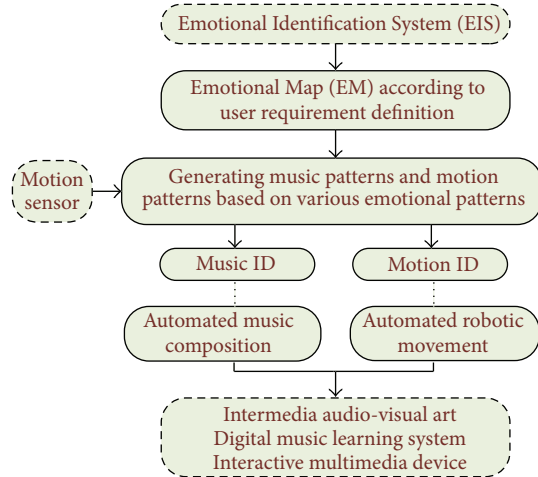 Emotional Identification System (EIS)
Emotional Map (EM) according to
user requirement definition
Motion
sensor
Generating music patterns and motion
patterns based on various emotional patterns
Music ID
Motion ID
Automated music
composition
Automated robotic
movement
Intermedia audio-visual art
Digital music learning system
Interactive multimedia device